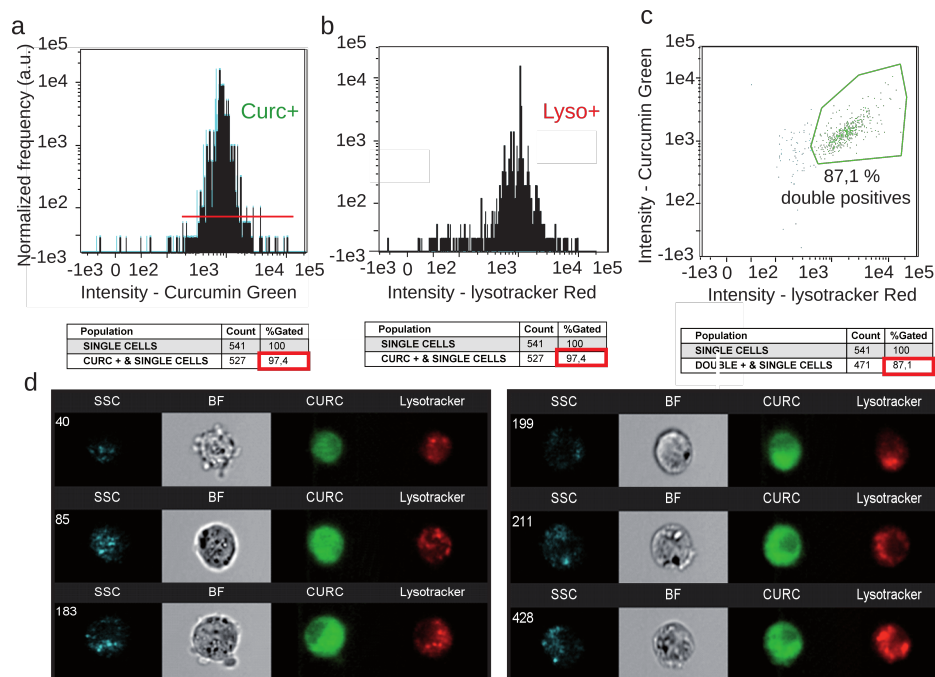 a
b
c
Normalized frequency (a.u.)
1e5
1e4
1e3
1e2
-1e3
Curc+
-1e3 0 1e2 1e3 1e4 1e5
Intensity - Curcumin Green
1e5
1e4
1e3
1e2
-1e3
Lyso+
-1e3 0 1e2 1e3 1e4 1e5
Intensity - lysotracker Red
Intensity - Curcumin Green
1e5
1e4
1e3
1e2
0
-1e3
87,1 %
double positives
-1e3 0 1e2 1e3 1e4 1e5
Intensity - lysotracker Red
Population Count %Gated
SINGLE CELLS 541 100
CURC + & SINGLE CELLS 527 97,4
Population Count %Gated
SINGLE CELLS 541 100
CURC + & SINGLE CELLS 527 97,4
Population Count %Gated
SINGLE CELLS 541 100
DOUBLE + & SINGLE CELLS 471 87,1
d
SSC BF CURC Lysotracker
40
SSC BF CURC Lysotracker
85
SSC BF CURC Lysotracker
183
SSC BF CURC Lysotracker
199
SSC BF CURC Lysotracker
211
SSC BF CURC Lysotracker
428